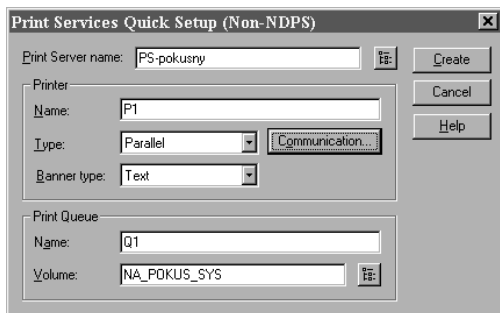 Print Services Quick Setup (Non-NDPS)
Print Server name: PS-pokusny
Create
Printer
Cancel
Name: P1
Help
Type: Parallel Communication...
Banner type: Text
Print Queue
Name: Q1
Volume: NA_POKUS_SYS